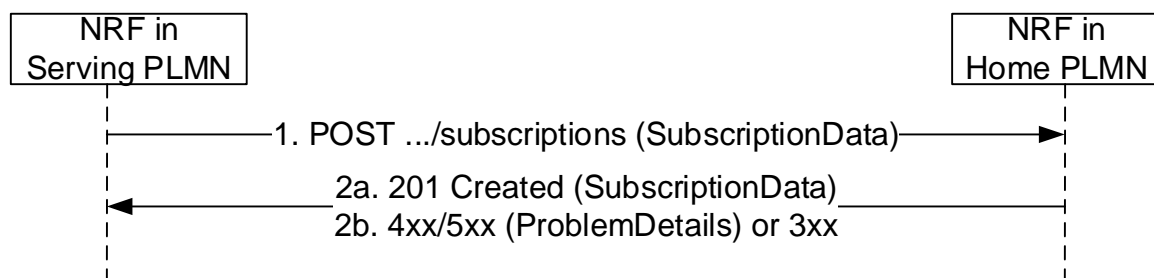 NRF in
Serving PLMN
NRF in
Home PLMN
1. POST .../subscriptions (SubscriptionData)
2a. 201 Created (SubscriptionData)
2b. 4xx/5xx (ProblemDetails) or 3xx